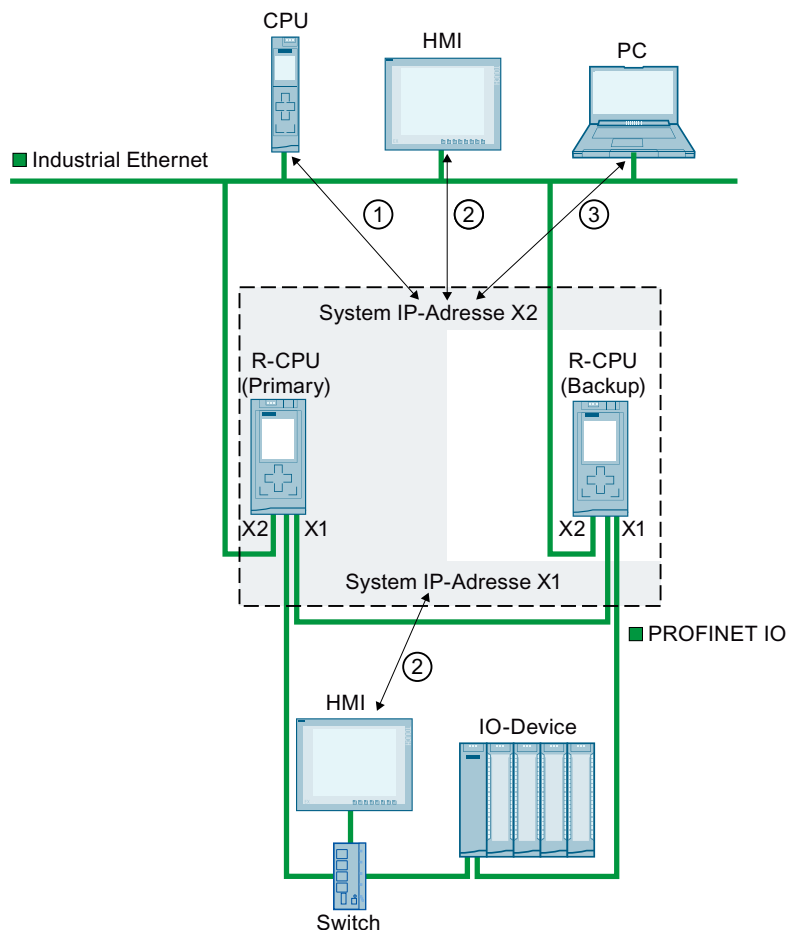 CPU
HMI
PC
Industrial Ethernet
①
②
③
System IP-Adresse X2
R-CPU
(Primary)
R-CPU
(Backup)
X2
X1
X2
X1
System IP-Adresse X1
PROFINET IO
②
HMI
IO-Device
Switch